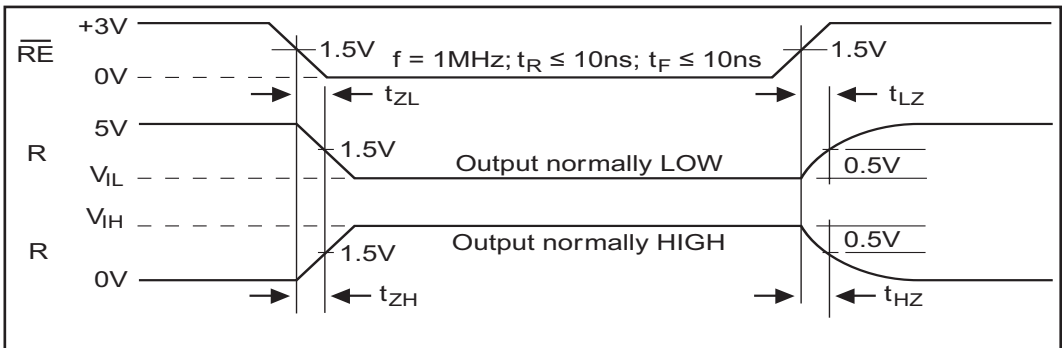 +3V
RE
1.5V
f = 1MHz; tR ≤ 10ns; tF ≤ 10ns
1.5V
0V
tZL
tLZ
5V
R
1.5V
Output normally LOW
0.5V
VIL
VIH
R
1.5V
Output normally HIGH
0.5V
0V
tZH
tHZ